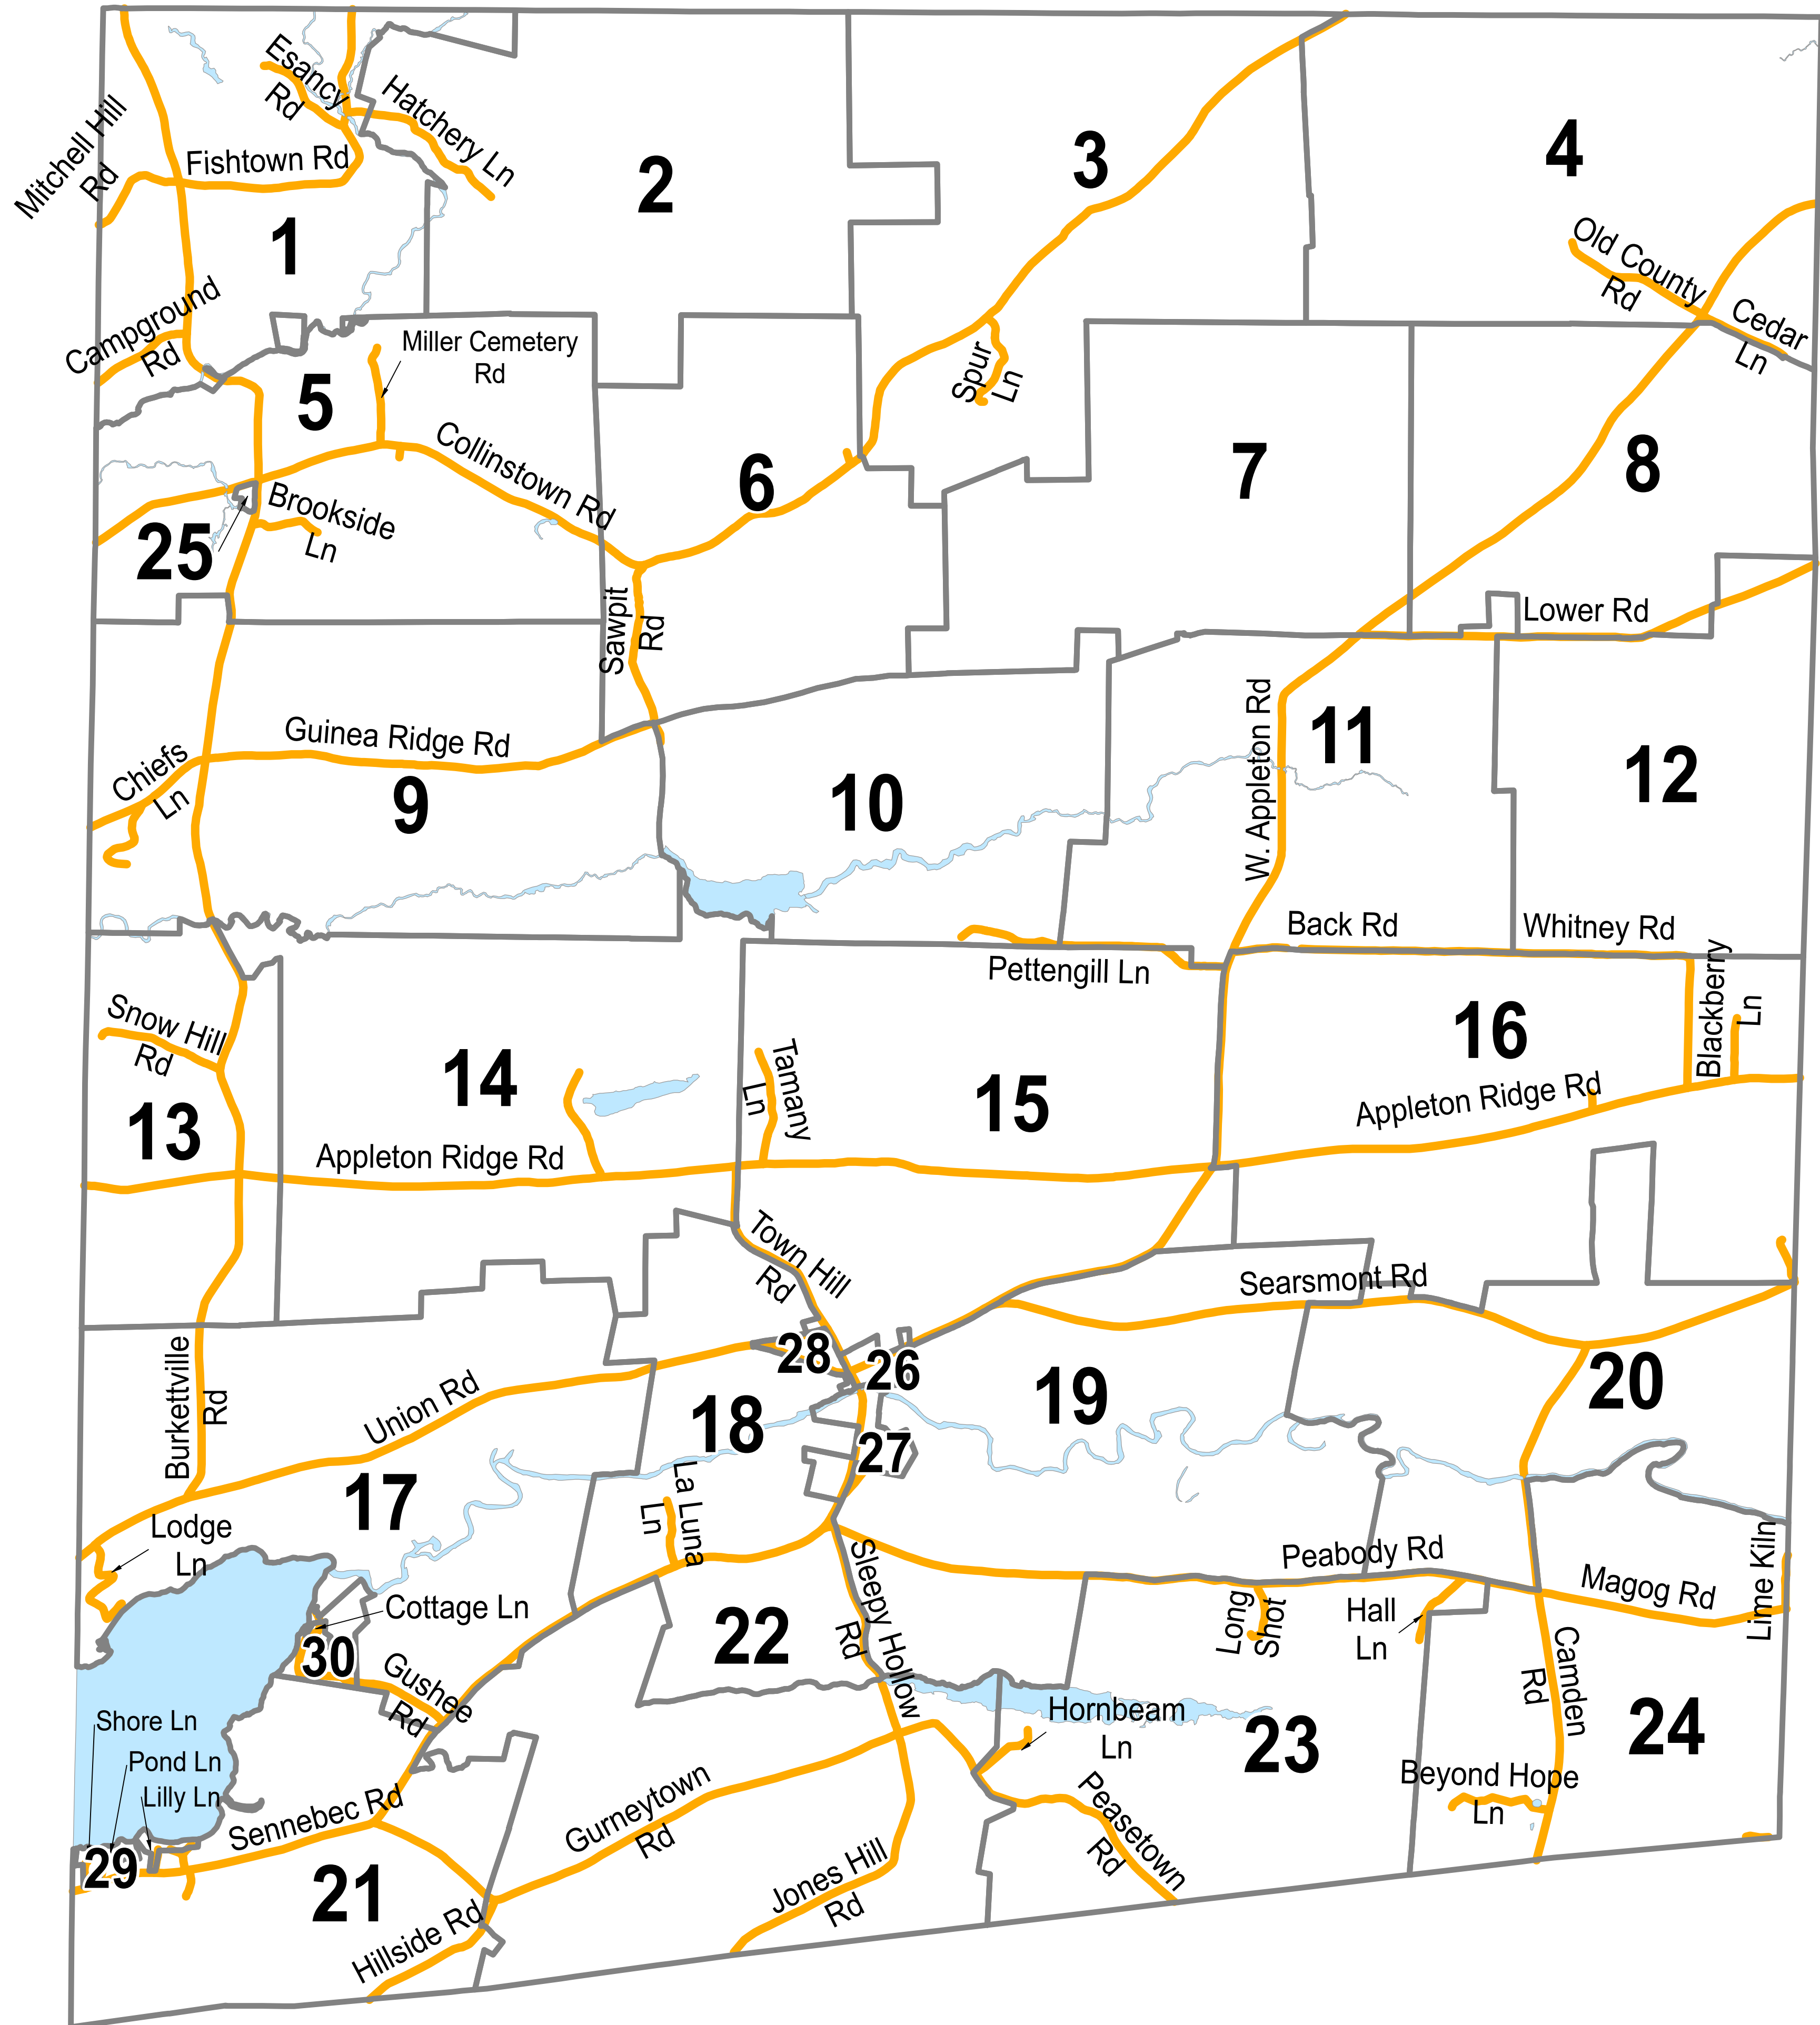 Esancy
Rd
Hatchery Ln
Mitchell Hill
Rd
Fishtown Rd
2
3
4
1
Old County
Rd
Cedar
Ln
Campground
Rd
Miller Cemetery
Rd
Spur
Ln
5
Collinstown Rd
6
7
8
Brookside
Ln
25
Sawpit
Rd
Lower Rd
W. Appleton Rd
11
12
Guinea Ridge Rd
Chiefs
Ln
9
10
Back Rd
Whitney Rd
Pettengill Ln
Blackberry
Ln
Snow Hill
Rd
14
Tamany
Ln
15
16
13
Appleton Ridge Rd
Appleton Ridge Rd
Town Hill
Rd
Searsmont Rd
Burkettville
Rd
Union Rd
28
26
18
19
20
27
17
La Luna
Ln
Lodge
Ln
Sleepy Hollow
Rd
Peabody Rd
Magog Rd
Lime Kiln
Cottage Ln
30
22
Long
Shot
Hall
Ln
Camden
Rd
Gushee
Rd
Hornbeam
Ln
23
24
Shore Ln
Pond Ln
Lilly Ln
Sennebec Rd
Gurneytown
Rd
Peasetown
Rd
Beyond Hope
Ln
29
21
Jones Hill
Rd
Hillside Rd